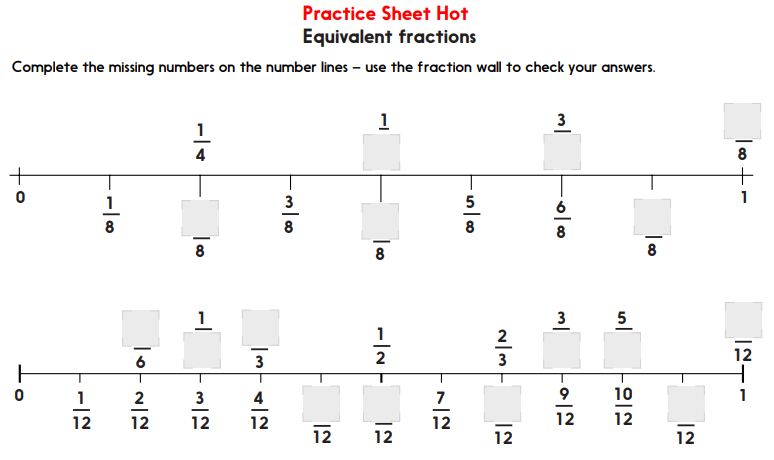 Practice Sheet Hot
Equivalent fractions
Complete the missing numbers on the number lines – use the fraction wall to check your answers.
1 3
1
4 8
0 1
1 3 5 6
8 8 8 8
8 8 8
1 3 5
1 2
6 3 2 3 12
0 1
1 2 3 4 7 9 10
12 12 12 12 12 12 12
12 12 12 12